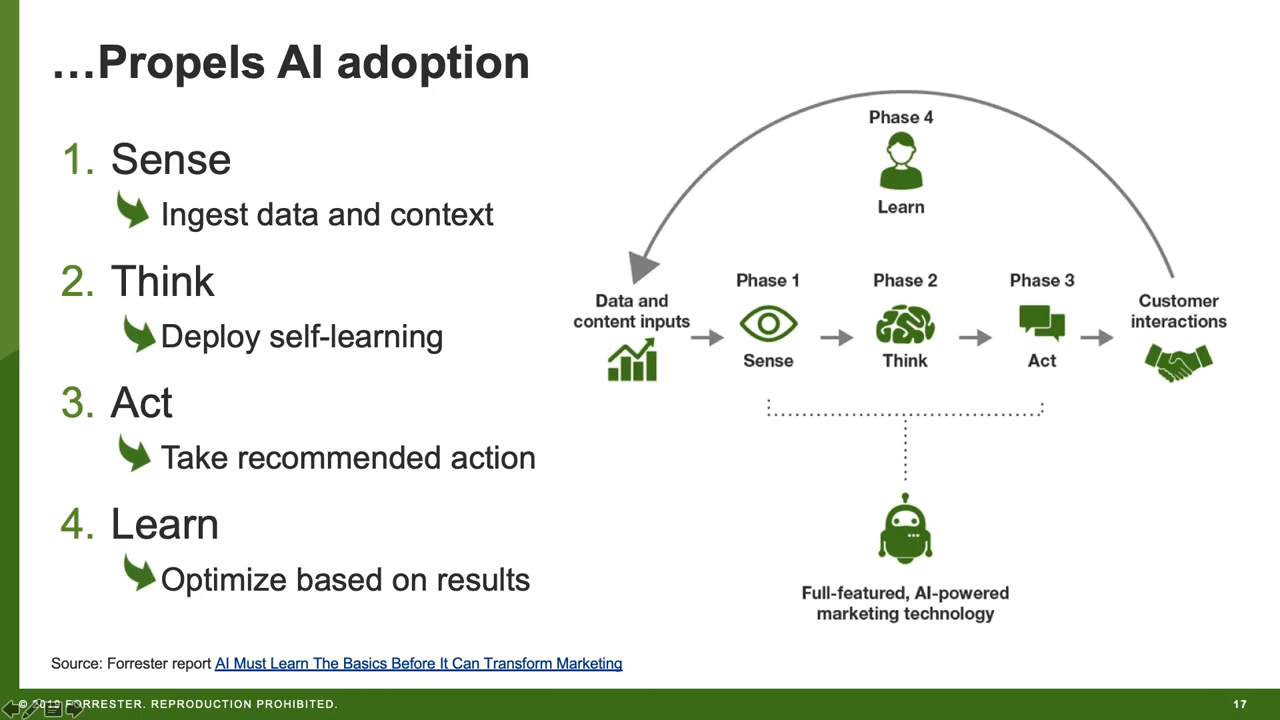 …Propels AI adoption
1. Sense
Ingest data and context
2. Think
Deploy self-learning
3. Act
Take recommended action
4. Learn
Optimize based on results
Phase 4
Learn
Data and
content inputs
Phase 1
Sense
Phase 2
Think
Phase 3
Act
Customer
interactions
Full-featured, AI-powered
marketing technology
Source: Forrester report AI Must Learn The Basics Before It Can Transform Marketing
© 2019 FORRESTER. REPRODUCTION PROHIBITED.
17